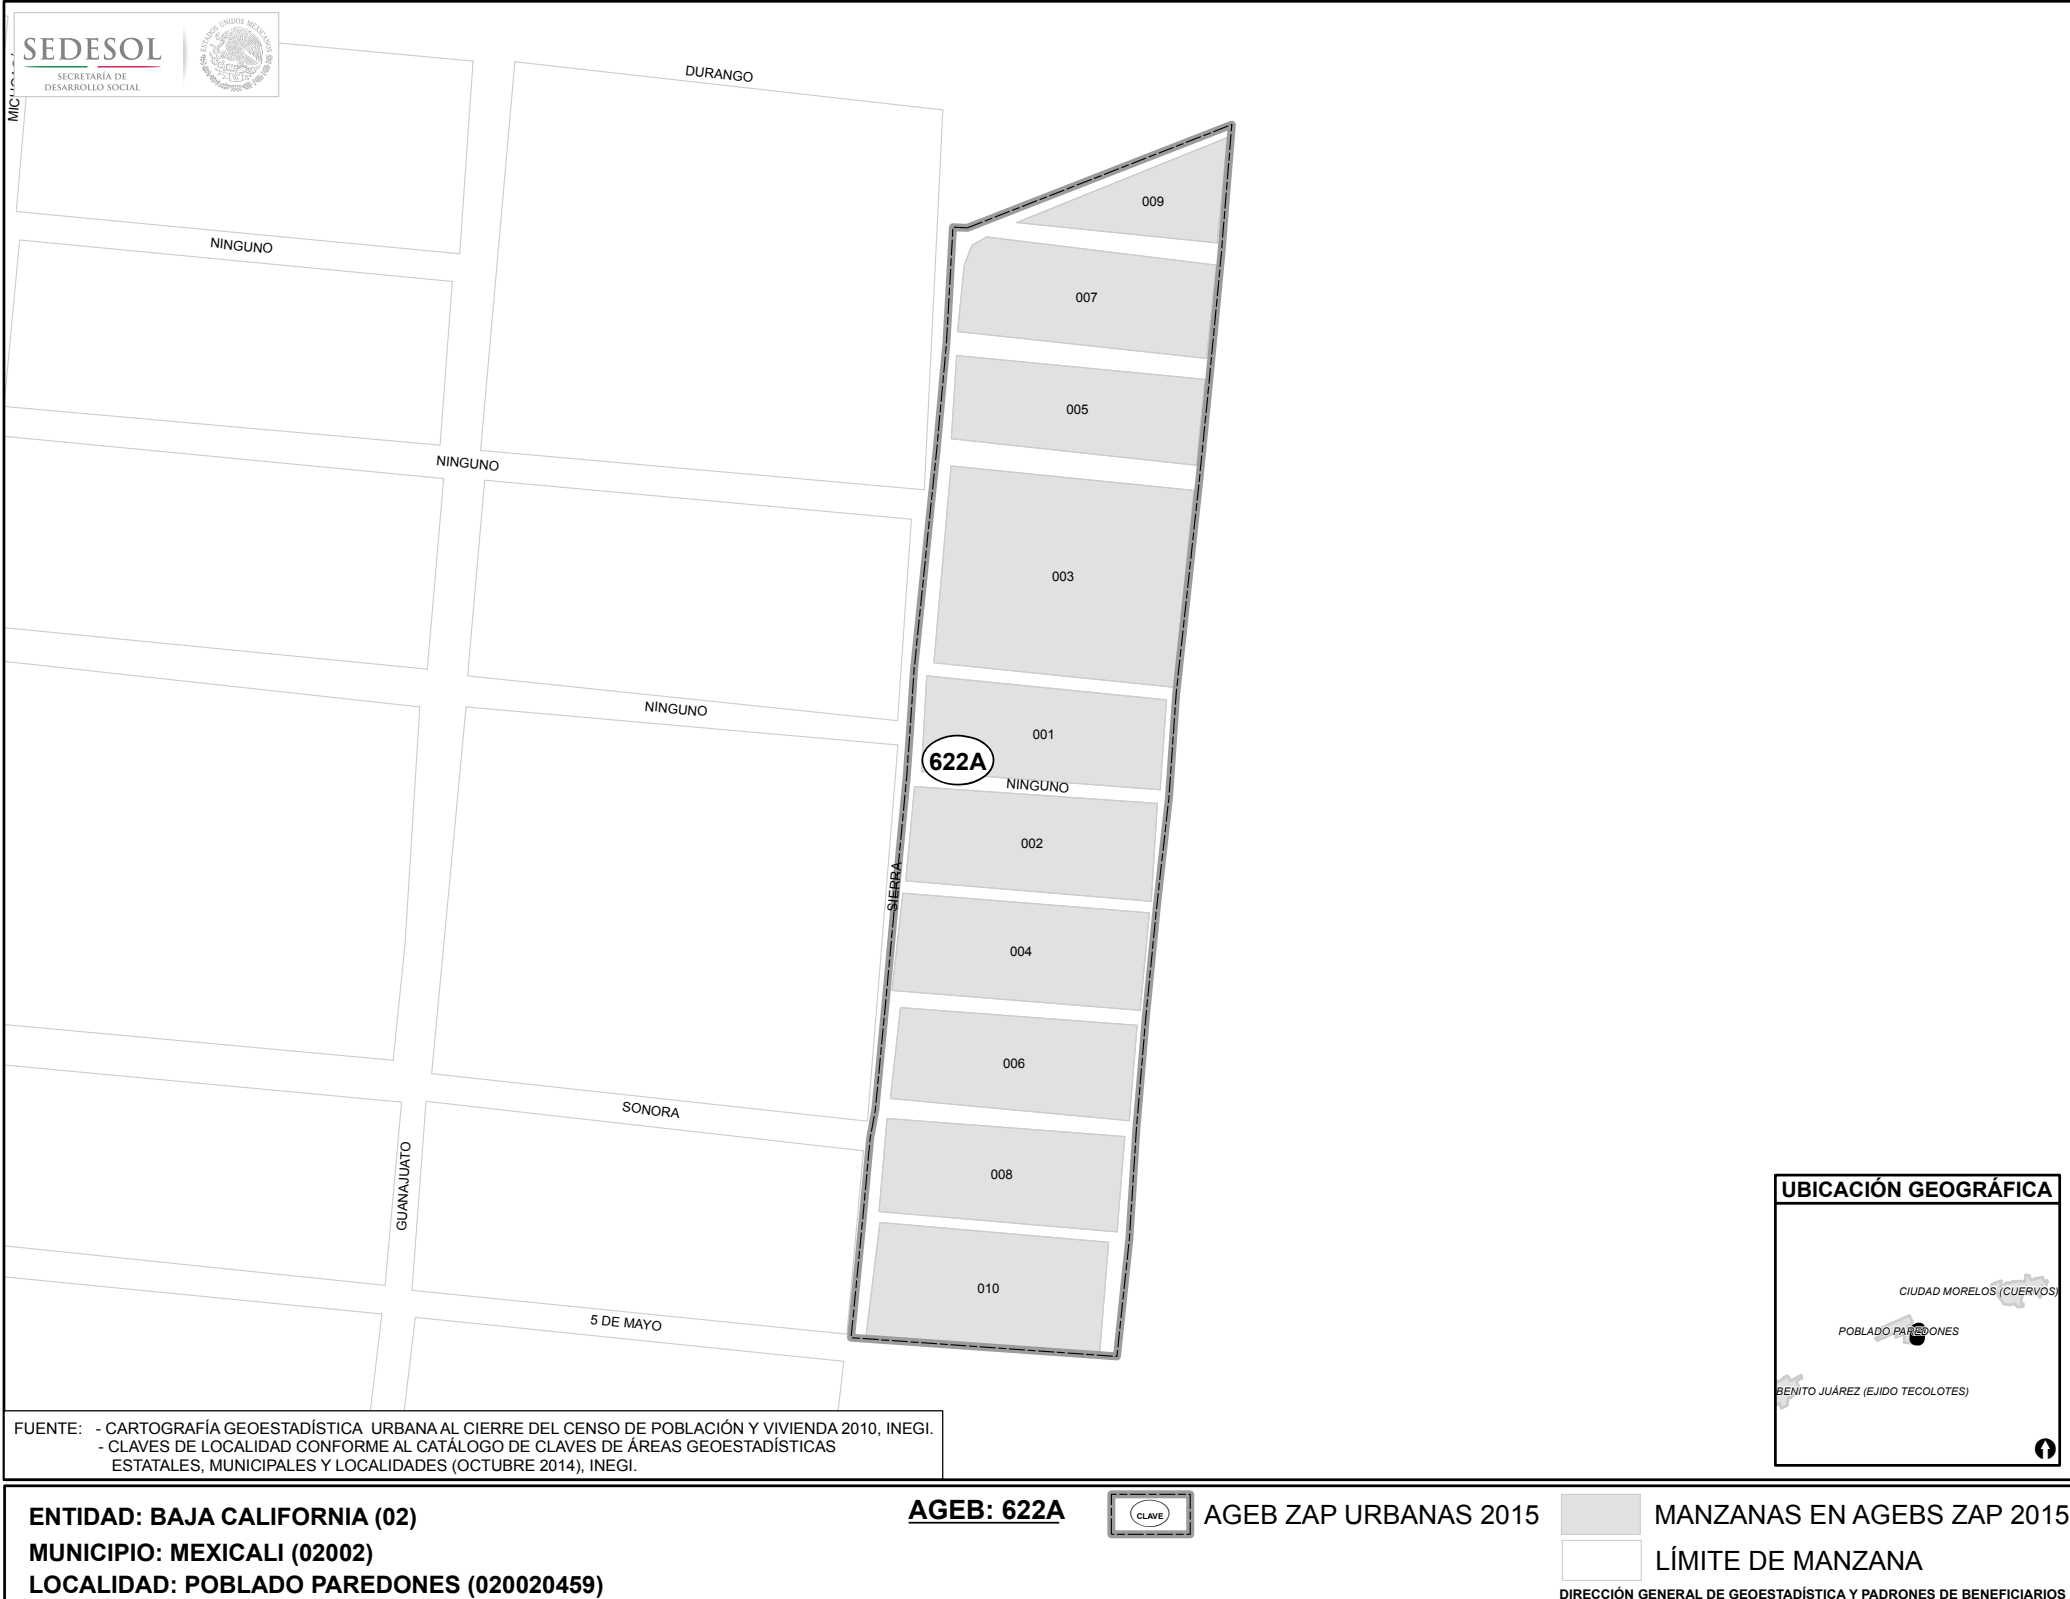 SEDESOL
SECRETARÍA DE
DESARROLLO SOCIAL
ESTADOS UNIDOS MEXICANOS
DURANGO
009
NINGUNO
007
005
NINGUNO
003
NINGUNO
001
622A
NINGUNO
002
SIERRA
004
006
SONORA
GUANAJUATO
008
010
5 DE MAYO
UBICACIÓN GEOGRÁFICA
CIUDAD MORELOS (CUERVOS)
POBLADO PAREDONES
BENITO JUÁREZ (EJIDO TECOLOTES)
FUENTE: - CARTOGRAFÍA GEOESTADÍSTICA URBANA AL CIERRE DEL CENSO DE POBLACIÓN Y VIVIENDA 2010, INEGI.
- CLAVES DE LOCALIDAD CONFORME AL CATÁLOGO DE CLAVES DE ÁREAS GEOESTADÍSTICAS
ESTATALES, MUNICIPALES Y LOCALIDADES (OCTUBRE 2014), INEGI.
ENTIDAD: BAJA CALIFORNIA (02)
MUNICIPIO: MEXICALI (02002)
LOCALIDAD: POBLADO PAREDONES (020020459)
AGEB: 622A
CLAVE
AGEB ZAP URBANAS 2015
MANZANAS EN AGEBS ZAP 2015
LÍMITE DE MANZANA
DIRECCIÓN GENERAL DE GEOESTADÍSTICA Y PADRONES DE BENEFICIARIOS